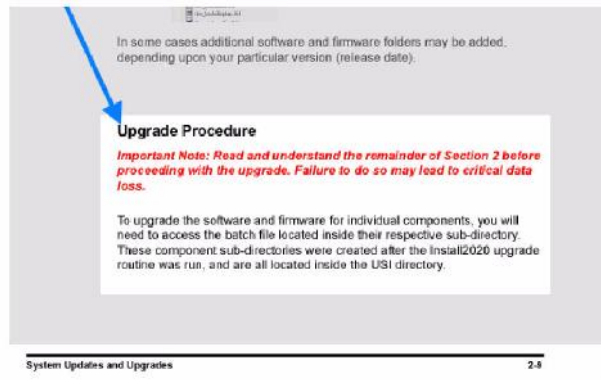 In some cases additional software and firmware folders may be added,
depending upon your particular version (release date).
Upgrade Procedure
Important Note: Read and understand the remainder of Section 2 before
proceeding with the upgrade. Failure to do so may lead to critical data
loss.
To upgrade the software and firmware for individual components, you will
need to access the batch file located inside their respective sub-directory.
These component sub-directories were created after the Install2020 upgrade
routine was run, and are all located inside the USI directory.
System Updates and Upgrades